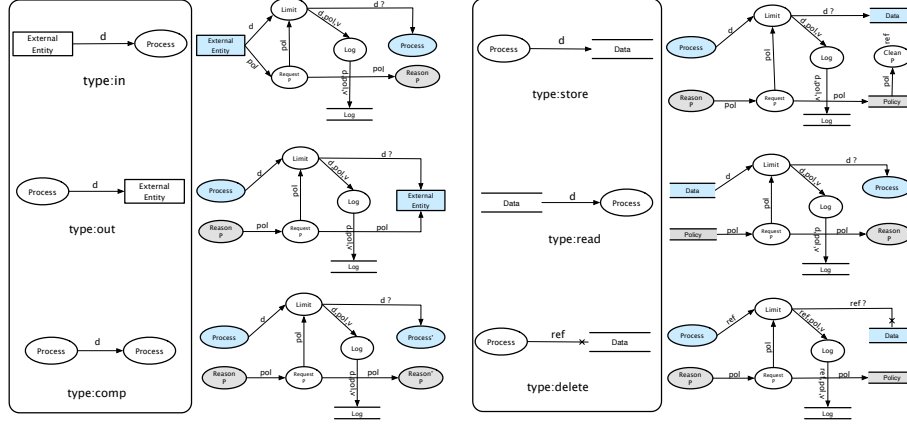 External
Entity
d
Process
type:in
External
Entity
d
pol
Limit
pol
Request
P
d,pol,v
d ?
Log
Process
pol
Reason
P
d,pol,v
Log
Process
d
External
Entity
type:out
Process
d
Limit
d ?
d,pol,v
pol
Log
External
Entity
Reason
P
pol
Request
P
pol
d,pol,v
Log
Process
d
Process
type:comp
Process
d
Limit
d ?
d,pol,v
pol
Log
Process'
Reason
P
pol
Request
P
pol
Reason'
P
d,pol,v
Log
Process
d
Data
type:store
Process
d
Limit
d ?
Data
d,pol,v
pol
Log
ref
Clean
P
pol
Reason
P
Pol
Request
P
pol
Policy
d,pol,v
Log
Data
d
Process
type:read
Data
d
Limit
d?
d,pol,v
pol
Log
Process
Policy
pol
Request
P
pol
Reason
P
d,pol,v
Log
Process
ref
Data
type:delete
Process
ref
Limit
ref ?
ref,pol,v
pol
Log
Data
Reason
P
pol
Request
P
pol
Policy
ref,pol,v
Log